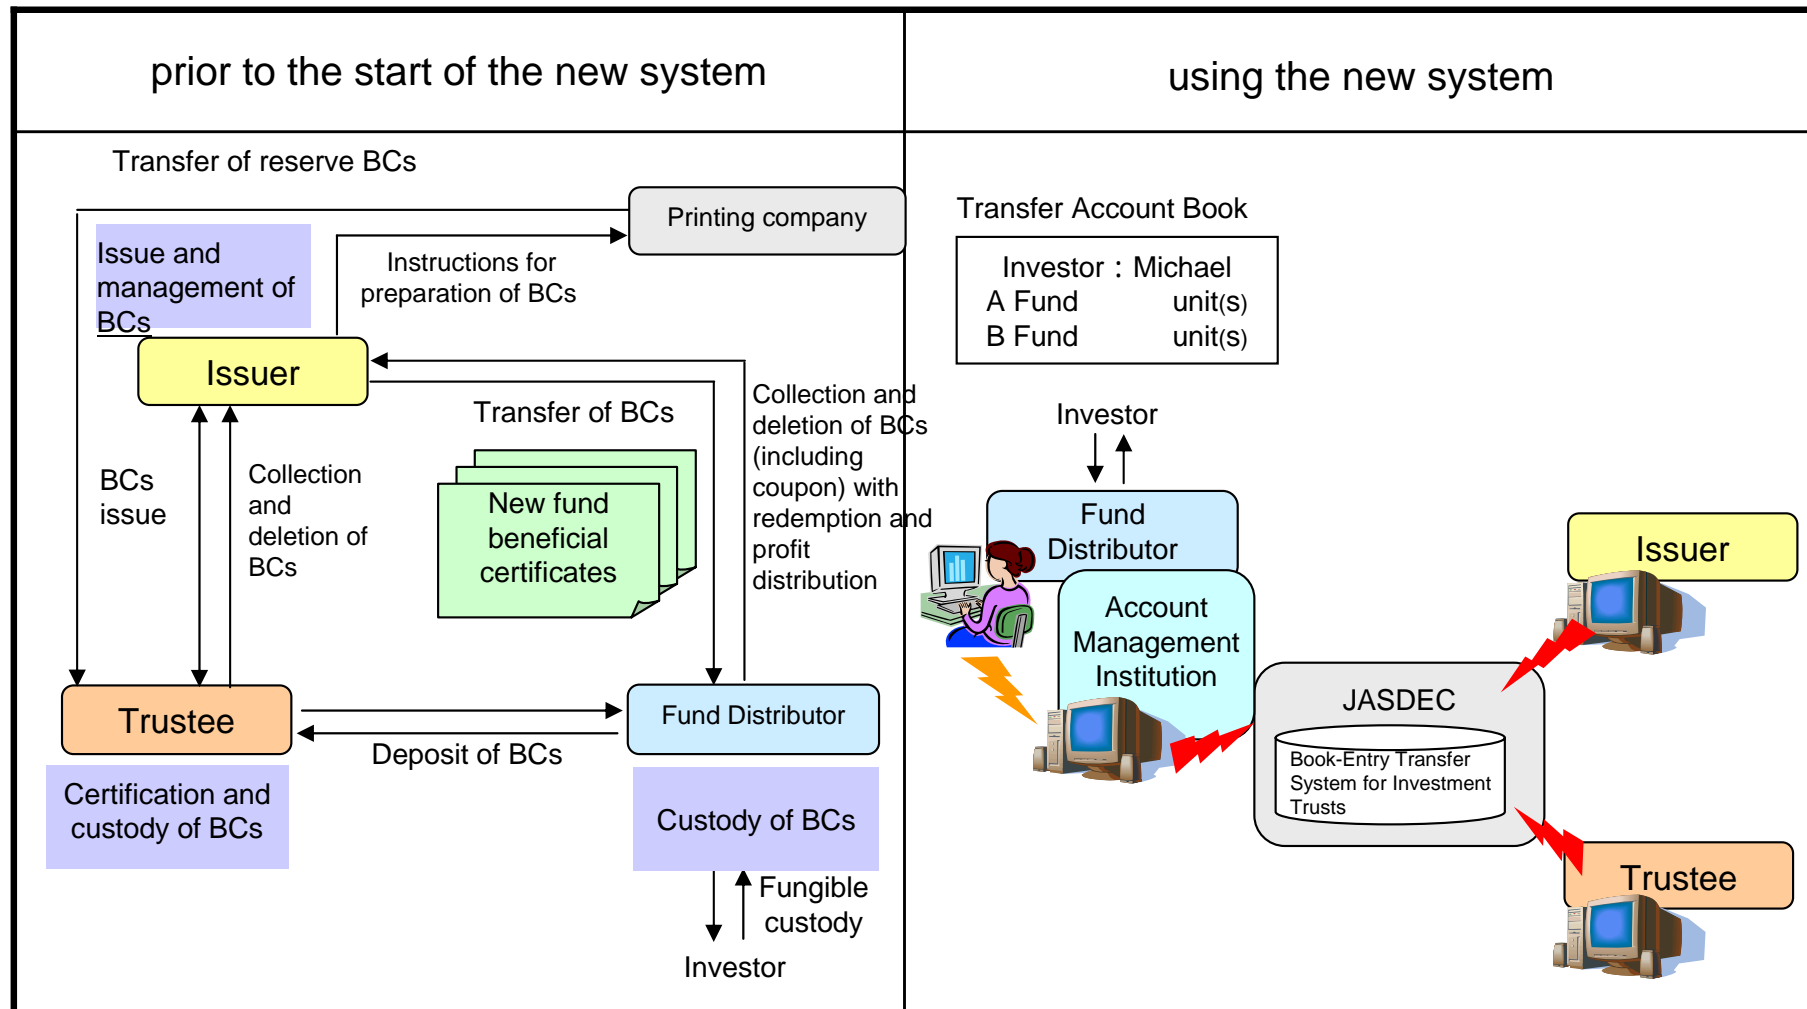 prior to the start of the new system
using the new system
Transfer of reserve BCs
Printing company
Issue and
management of
BCs
Instructions for
preparation of BCs
Issuer
Transfer of BCs
Collection and
deletion of BCs
(including
coupon) with
redemption and
profit
distribution
BCs
issue
Collection
and
deletion of
BCs
New fund
beneficial
certificates
Trustee
Fund Distributor
Deposit of BCs
Certification and
custody of BCs
Custody of BCs
Fungible
custody
Investor
Transfer Account Book
Investor : Michael
A Fund unit(s)
B Fund unit(s)
Investor
Fund
Distributor
Account
Management
Institution
Issuer
JASDEC
Book-Entry Transfer
System for Investment
Trusts
Trustee